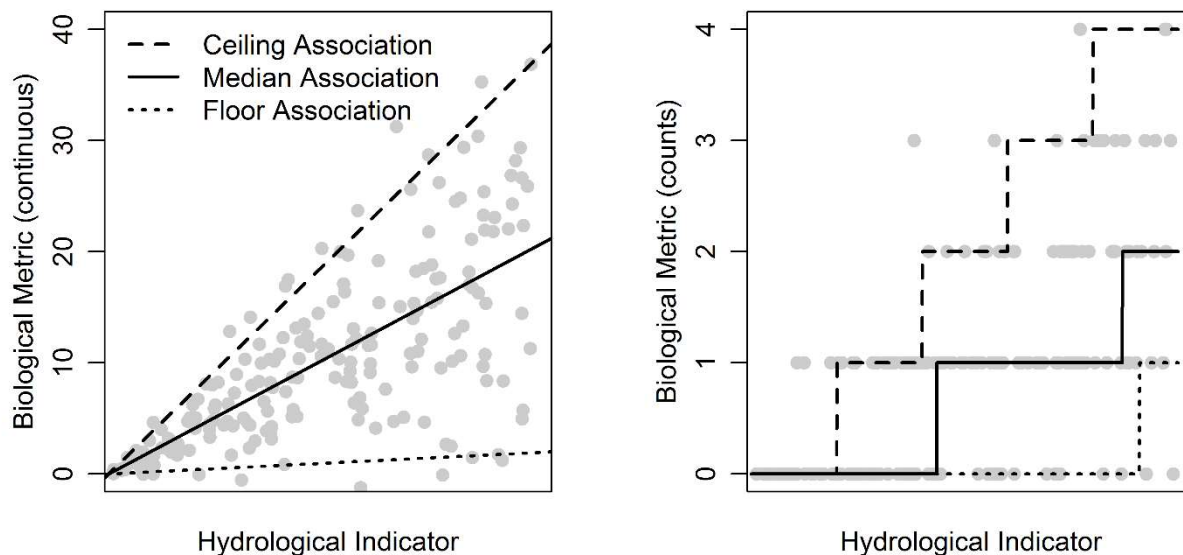 Biological Metric (continuous)
40
30
20
10
0
Ceiling Association
Median Association
Floor Association
Hydrological Indicator
Biological Metric (counts)
4
3
2
1
0
Hydrological Indicator